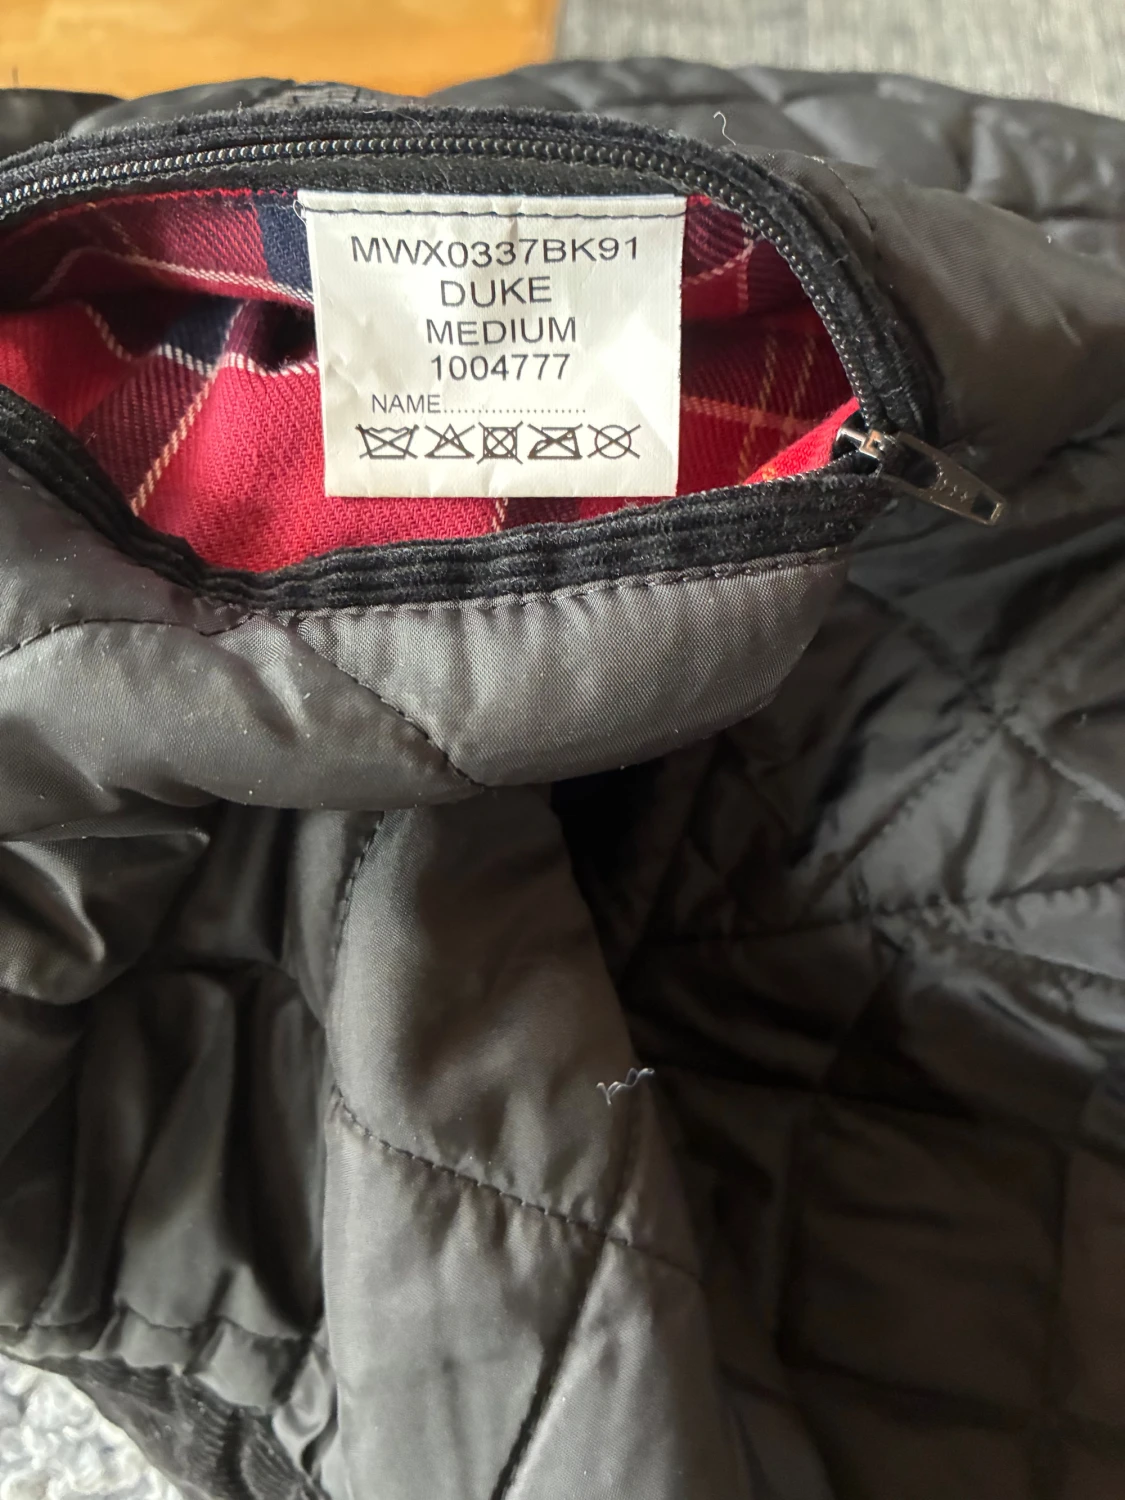 MWX0337BK91
DUKE
MEDIUM
1004777
NAME.....................